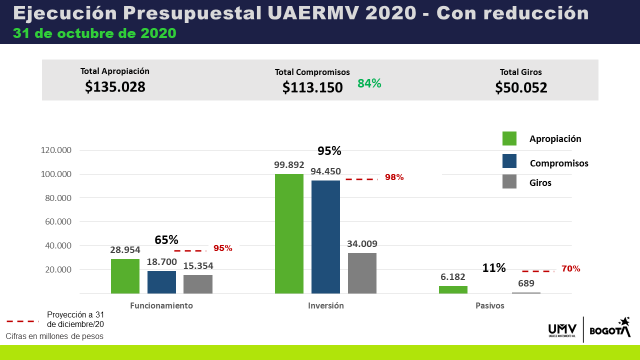 Ejecución Presupuestal UAERMV 2020 - Con reducción
31 de octubre de 2020
Total Apropiación
$135.028
Total Compromisos
$113.150
84%
Total Giros
$50.052
Apropiación
Compromisos
Giros
120.000
100.000
80.000
60.000
40.000
20.000
28.954
18.700
15.354
65%
95%
99.892
94.450
34.009
95%
98%
6.182
689
11%
70%
Funcionamiento
Inversión
Pasivos
Proyección a 31
de diciembre/20
Cifras en millones de pesos
UMV
BOGOTÁ